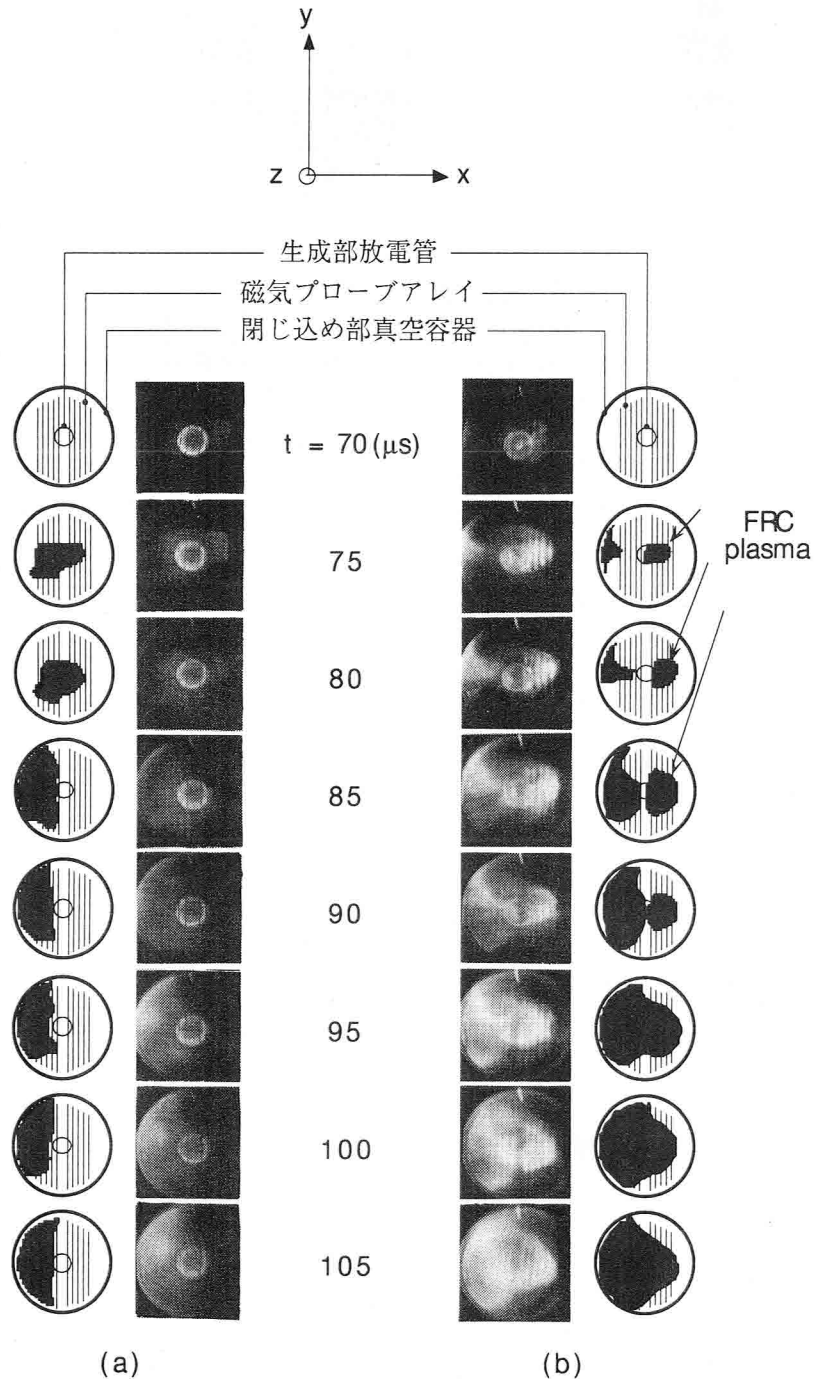 y
z
x
生成部放電管
磁気プローブアレイ
閉じ込め部真空容器
t = 70 (μs)
75
FRC
plasma
80
85
90
95
100
105
(a)
(b)